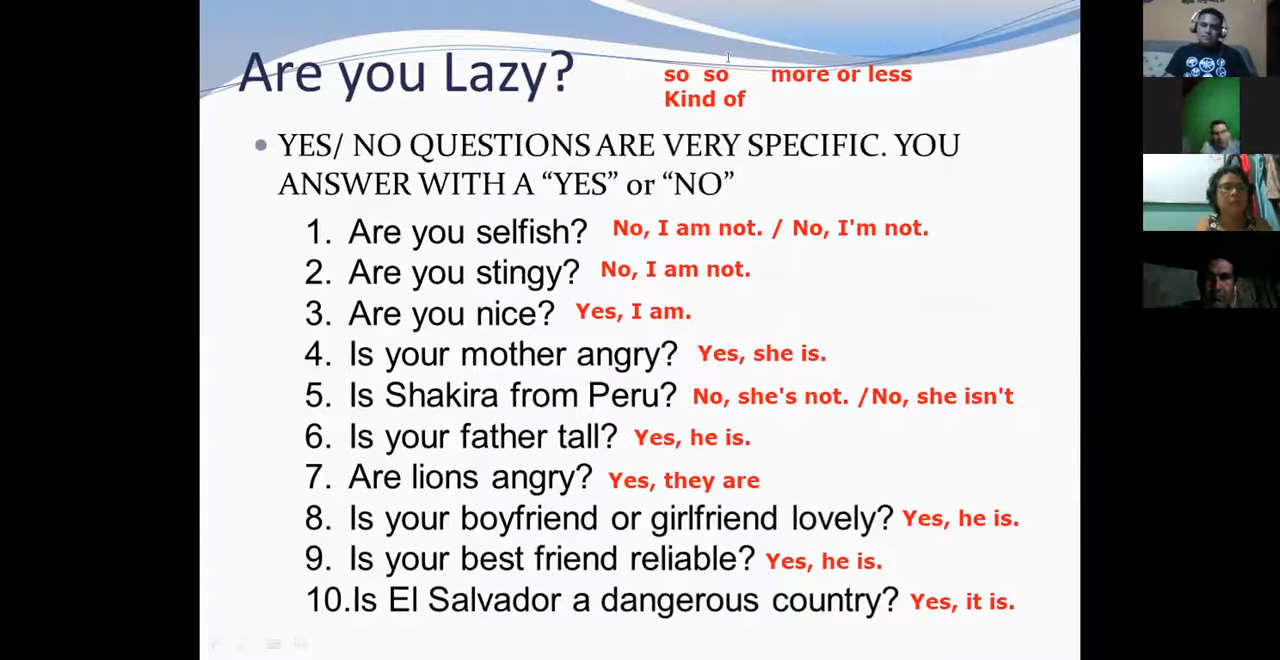 Are you Lazy? so so more or less
Kind of
• YES/ NO QUESTIONS ARE VERY SPECIFIC. YOU
ANSWER WITH A “YES” or “NO”
1. Are you selfish? No, I am not. / No, I'm not.
2. Are you stingy? No, I am not.
3. Are you nice? Yes, I am.
4. Is your mother angry? Yes, she is.
5. Is Shakira from Peru? No, she's not. /No, she isn't
6. Is your father tall? Yes, he is.
7. Are lions angry? Yes, they are
8. Is your boyfriend or girlfriend lovely? Yes, he is.
9. Is your best friend reliable? Yes, he is.
10.Is El Salvador a dangerous country? Yes, it is.